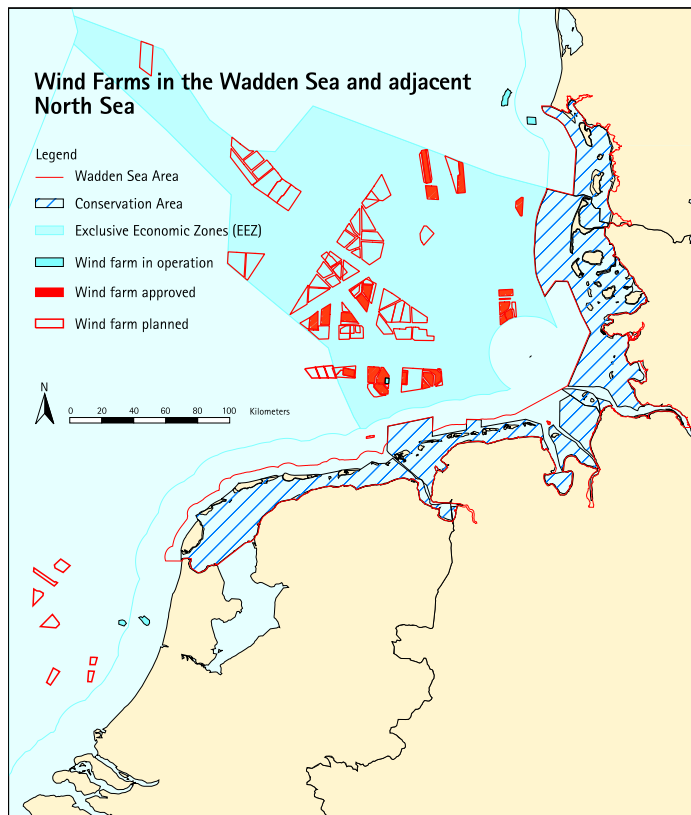 Wind Farms in the Wadden Sea and adjacent
North Sea
Legend
Wadden Sea Area
Conservation Area
Exclusive Economic Zones (EEZ)
Wind farm in operation
Wind farm approved
Wind farm planned
N
0 20 40 60 80 100 Kilometers